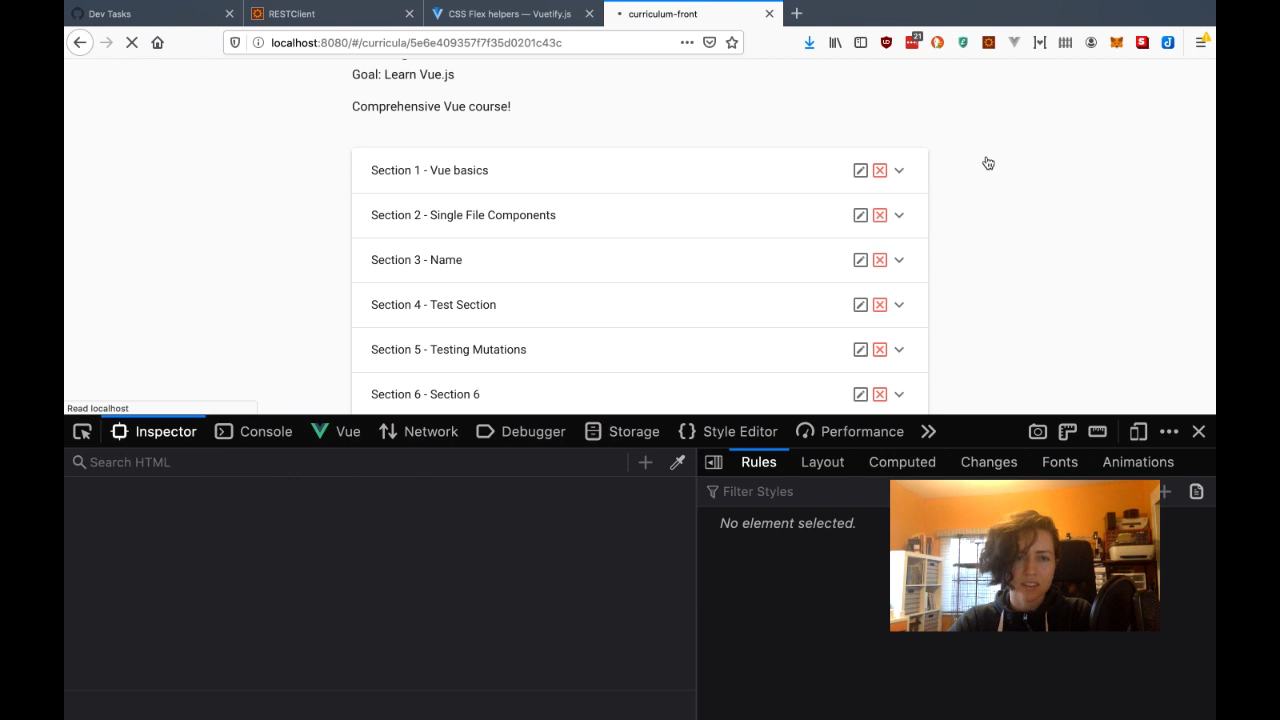 Dev Tasks
RESTClient
CSS Flex helpers — Vuetify.js
curriculum-front
localhost:8080/#/curricula/5e6e409357f7f35d0201c43c
21
Goal: Learn Vue.js
Comprehensive Vue course!
Section 1 - Vue basics
Section 2 - Single File Components
Section 3 - Name
Section 4 - Test Section
Section 5 - Testing Mutations
Section 6 - Section 6
Read localhost
Inspector
Console
Vue
Network
Debugger
Storage
Style Editor
Performance
Search HTML
Rules
Layout
Computed
Changes
Fonts
Animations
Filter Styles
No element selected.